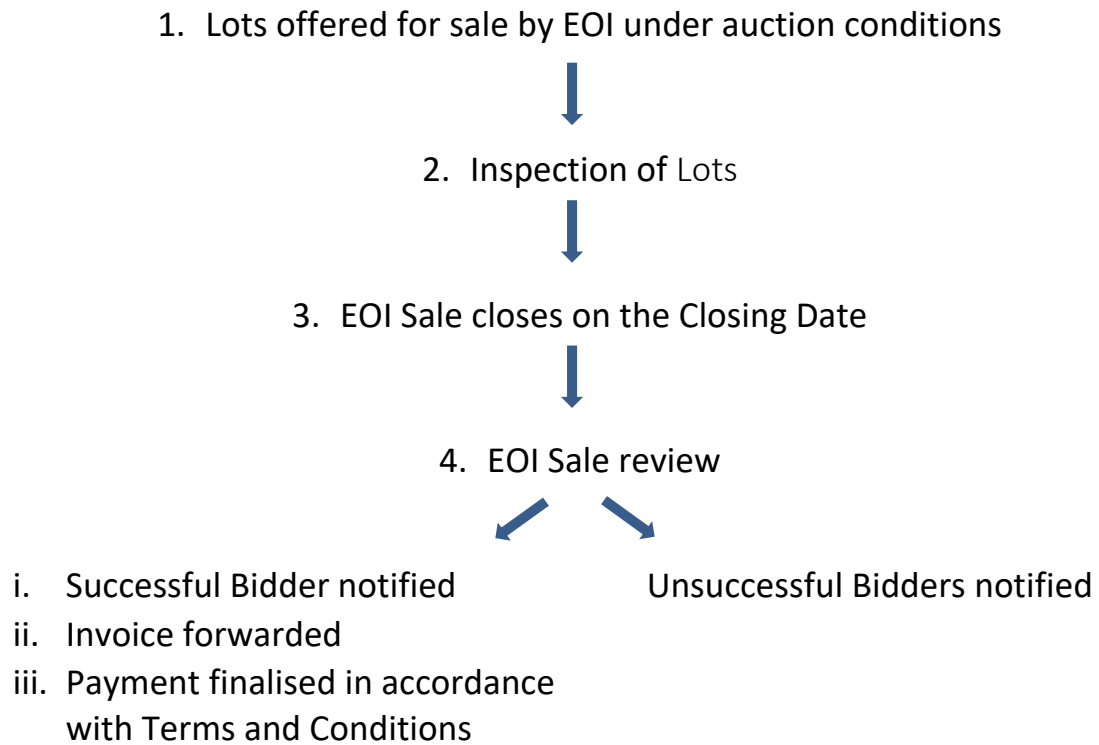 1. Lots offered for sale by EOI under auction conditions
2. Inspection of Lots
3. EOI Sale closes on the Closing Date
4. EOI Sale review
i. Successful Bidder notified
ii. Invoice forwarded
iii. Payment finalised in accordance
with Terms and Conditions
Unsuccessful Bidders notified